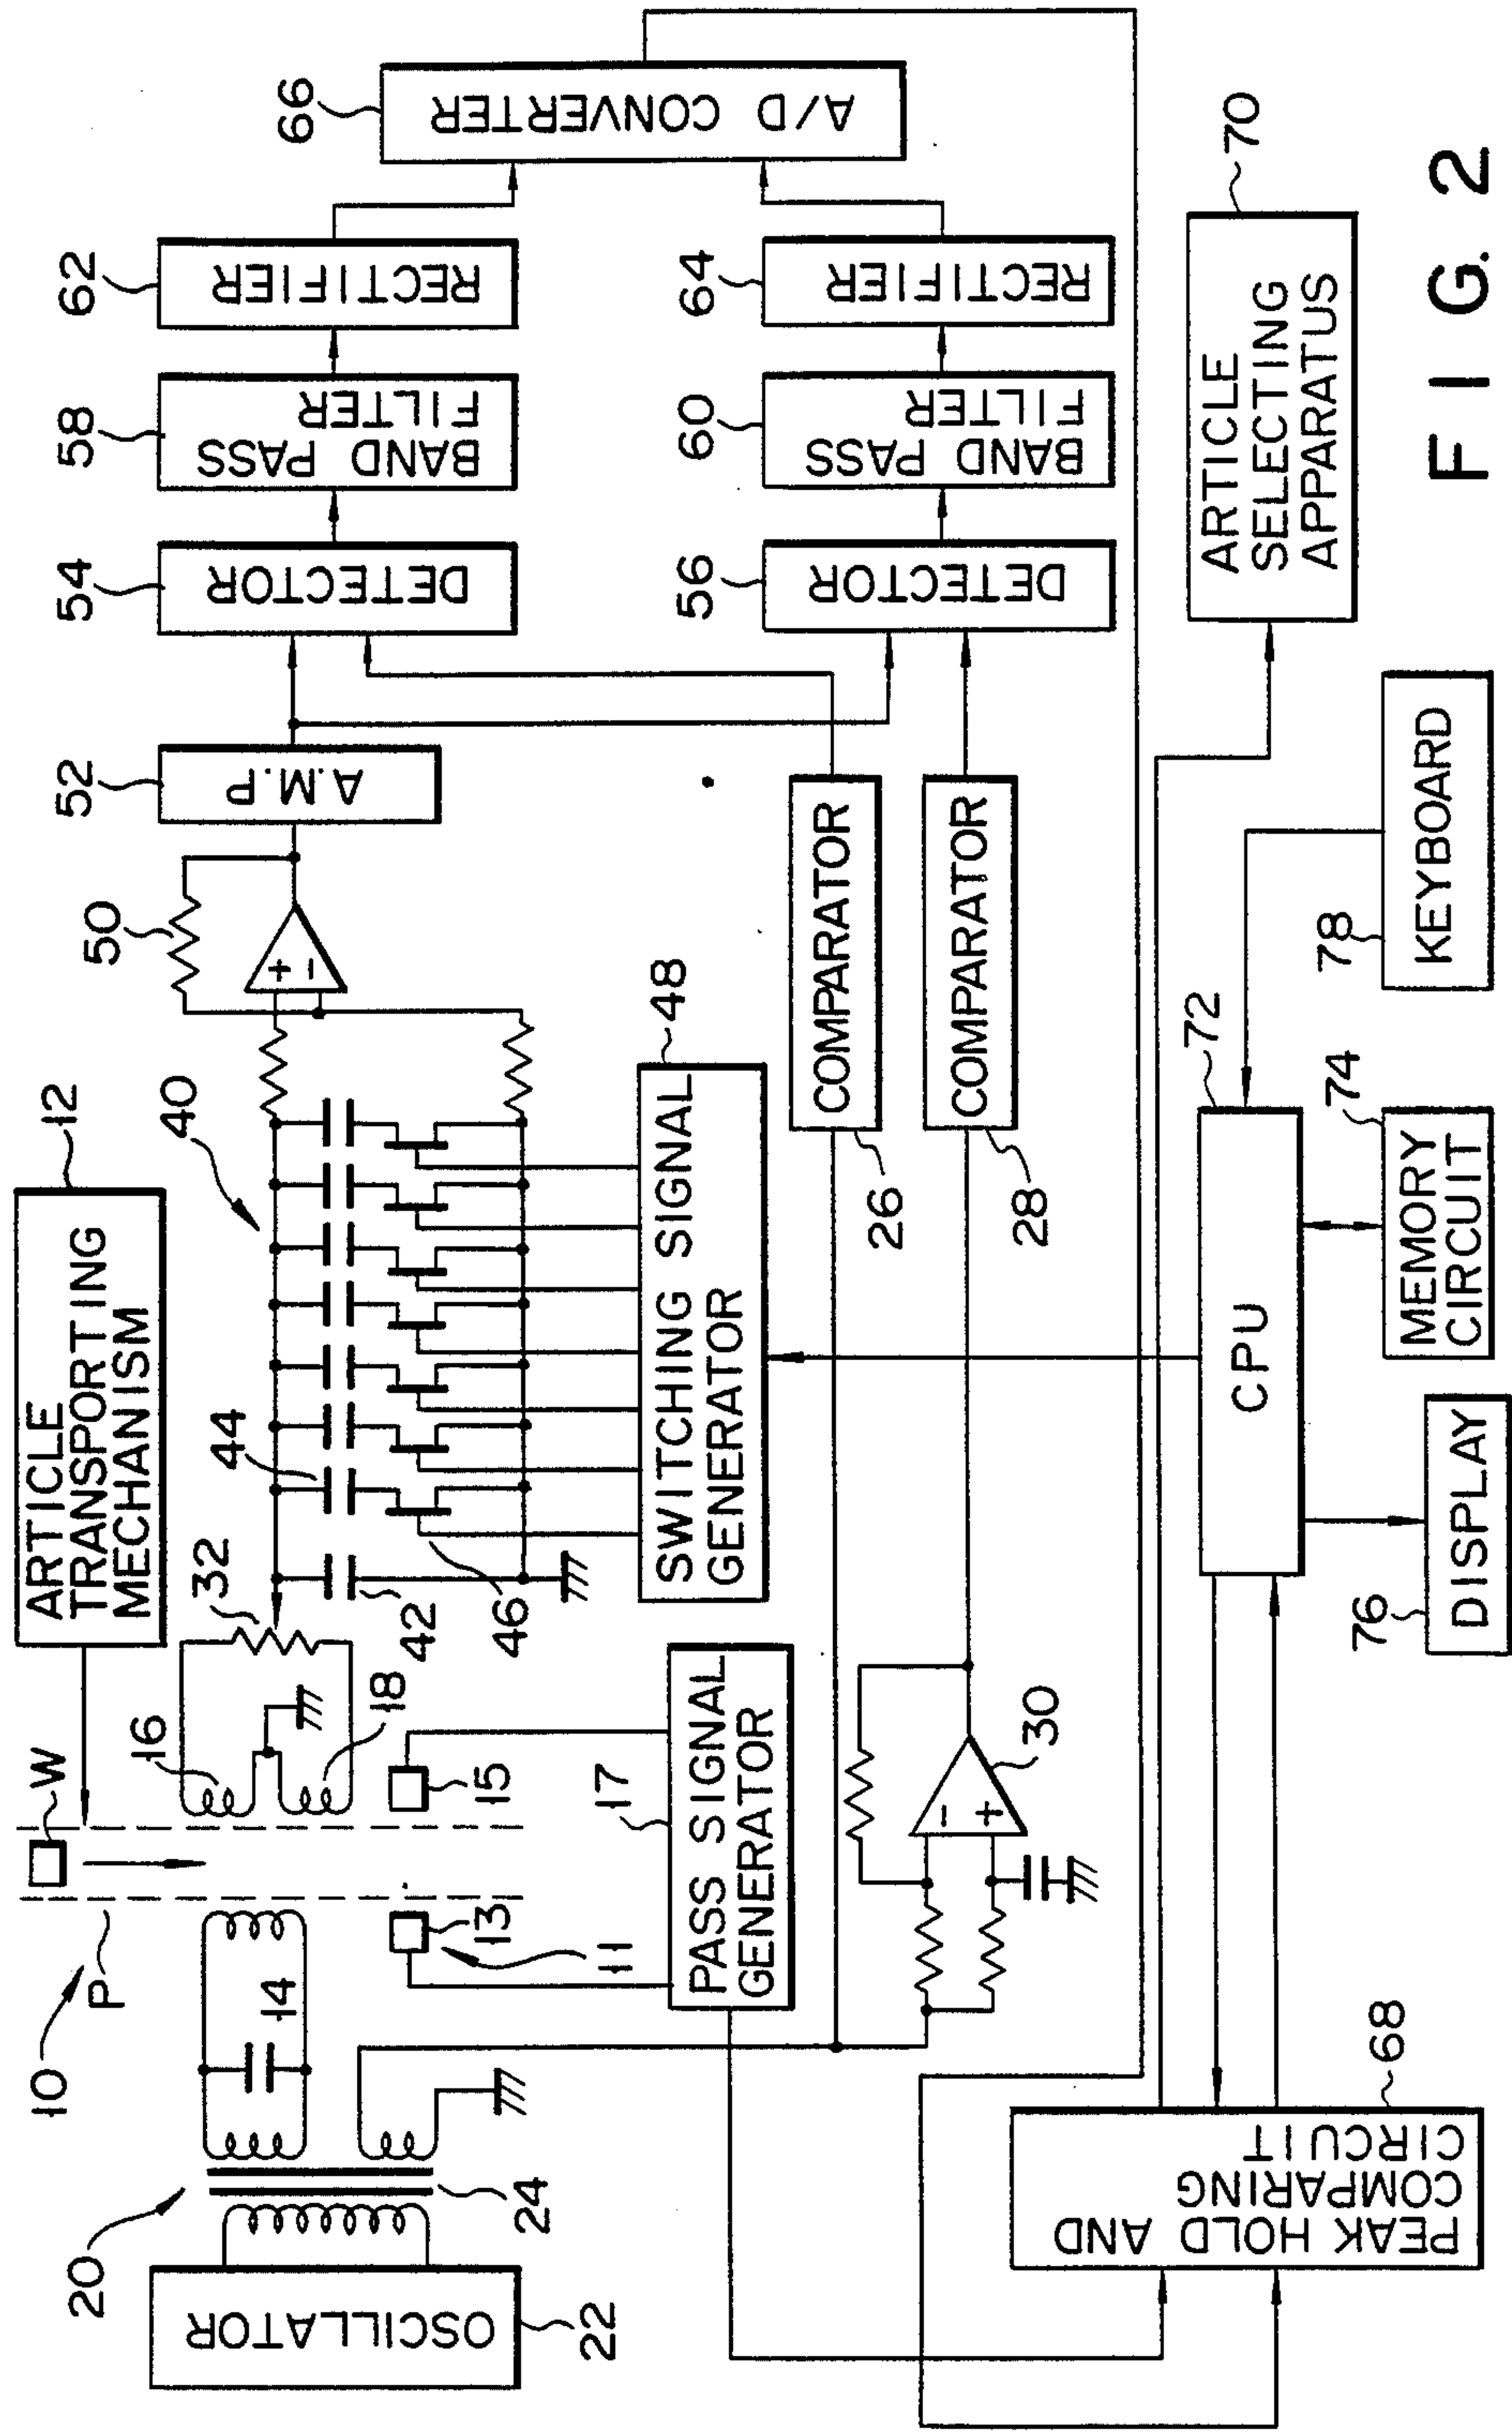 ARTICLE
TRANSPORTING
MECHANISM
12
10
P
W
20
OSCILLATOR
22
24
14
16
18
32
11
13
15
17
PASS SIGNAL
GENERATOR
40
42
44
46
48
SWITCHING SIGNAL
GENERATOR
50
+
−
52
A.M.P
54
DETECTOR
58
BAND PASS
FILTER
62
RECTIFIER
66
A/D CONVERTER
56
DETECTOR
60
BAND PASS
FILTER
64
RECTIFIER
COMPARATOR
26
COMPARATOR
28
30
−
+
PEAK HOLD AND
COMPARING
CIRCUIT
68
ARTICLE
SELECTING
APPARATUS
70
CPU
72
MEMORY
CIRCUIT
74
DISPLAY
76
KEYBOARD
78
FIG. 2